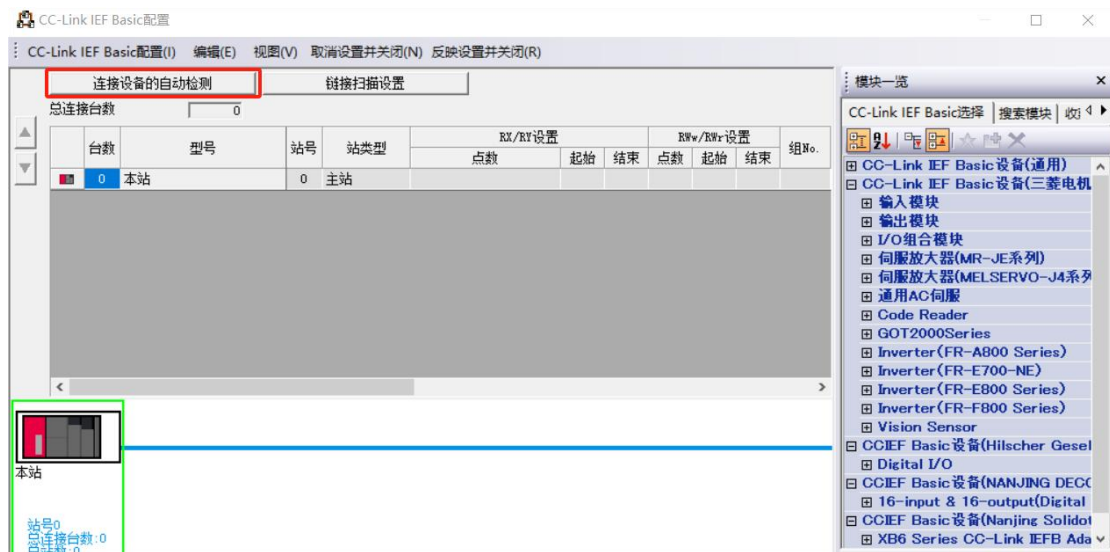 CC-Link IEF Basic配置
CC-Link IEF Basic配置(I) 编辑(E) 视图(V) 取消设置并关闭(N) 反映设置并关闭(R)
连接设备的自动检测 链接扫描设置
总连接台数 0
台数 型号 站号 站类型 RX/RY设置 RWw/RWr设置 组No.
点数 起始 结束 点数 起始 结束
0 本站 0 主站
本站
站号0
总连接台数:0
总站数:0
模块一览
CC-Link IEF Basic选择 搜索模块 收
CC-Link IEF Basic设备(通用)
CC-Link IEF Basic设备(三菱电机
输入模块
输出模块
I/O组合模块
伺服放大器(MR-JE系列)
伺服放大器(MELSERVO-J4系列
通用AC伺服
Code Reader
GOT2000Series
Inverter(FR-A800 Series)
Inverter(FR-E700-NE)
Inverter(FR-E800 Series)
Inverter(FR-F800 Series)
Vision Sensor
CCIEF Basic设备(Hilscher Gesel
Digital I/O
CCIEF Basic设备(NANJING DECO
16-input & 16-output(Digital
CCIEF Basic设备(Nanjing Solidot
XB6 Series CC-Link IEFB Ada